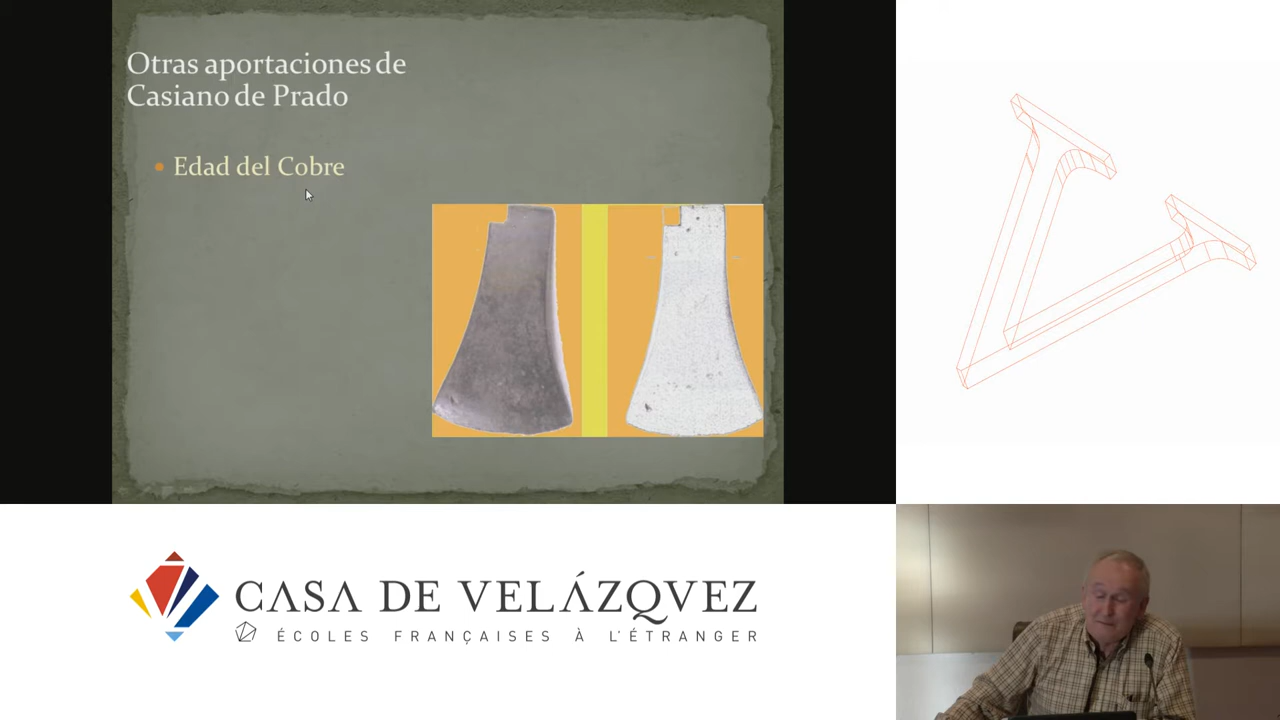 Otras aportaciones de
Casiano de Prado
Edad del Cobre
CASA DE VELÁZQVEZ
ÉCOLES FRANÇAISES À L'ÉTRANGER